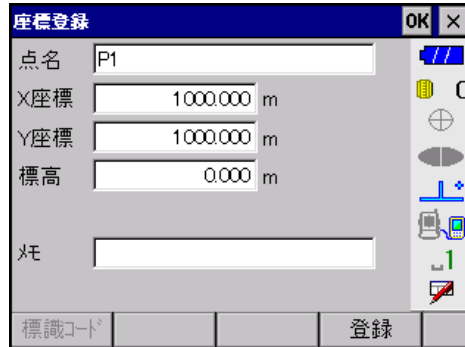 座標登録 OK ×
点名 P1
X座標 1000.000 m
Y座標 1000.000 m
標高 0.000 m
ﾒﾓ
1
標識ｺｰﾄﾞ 登録